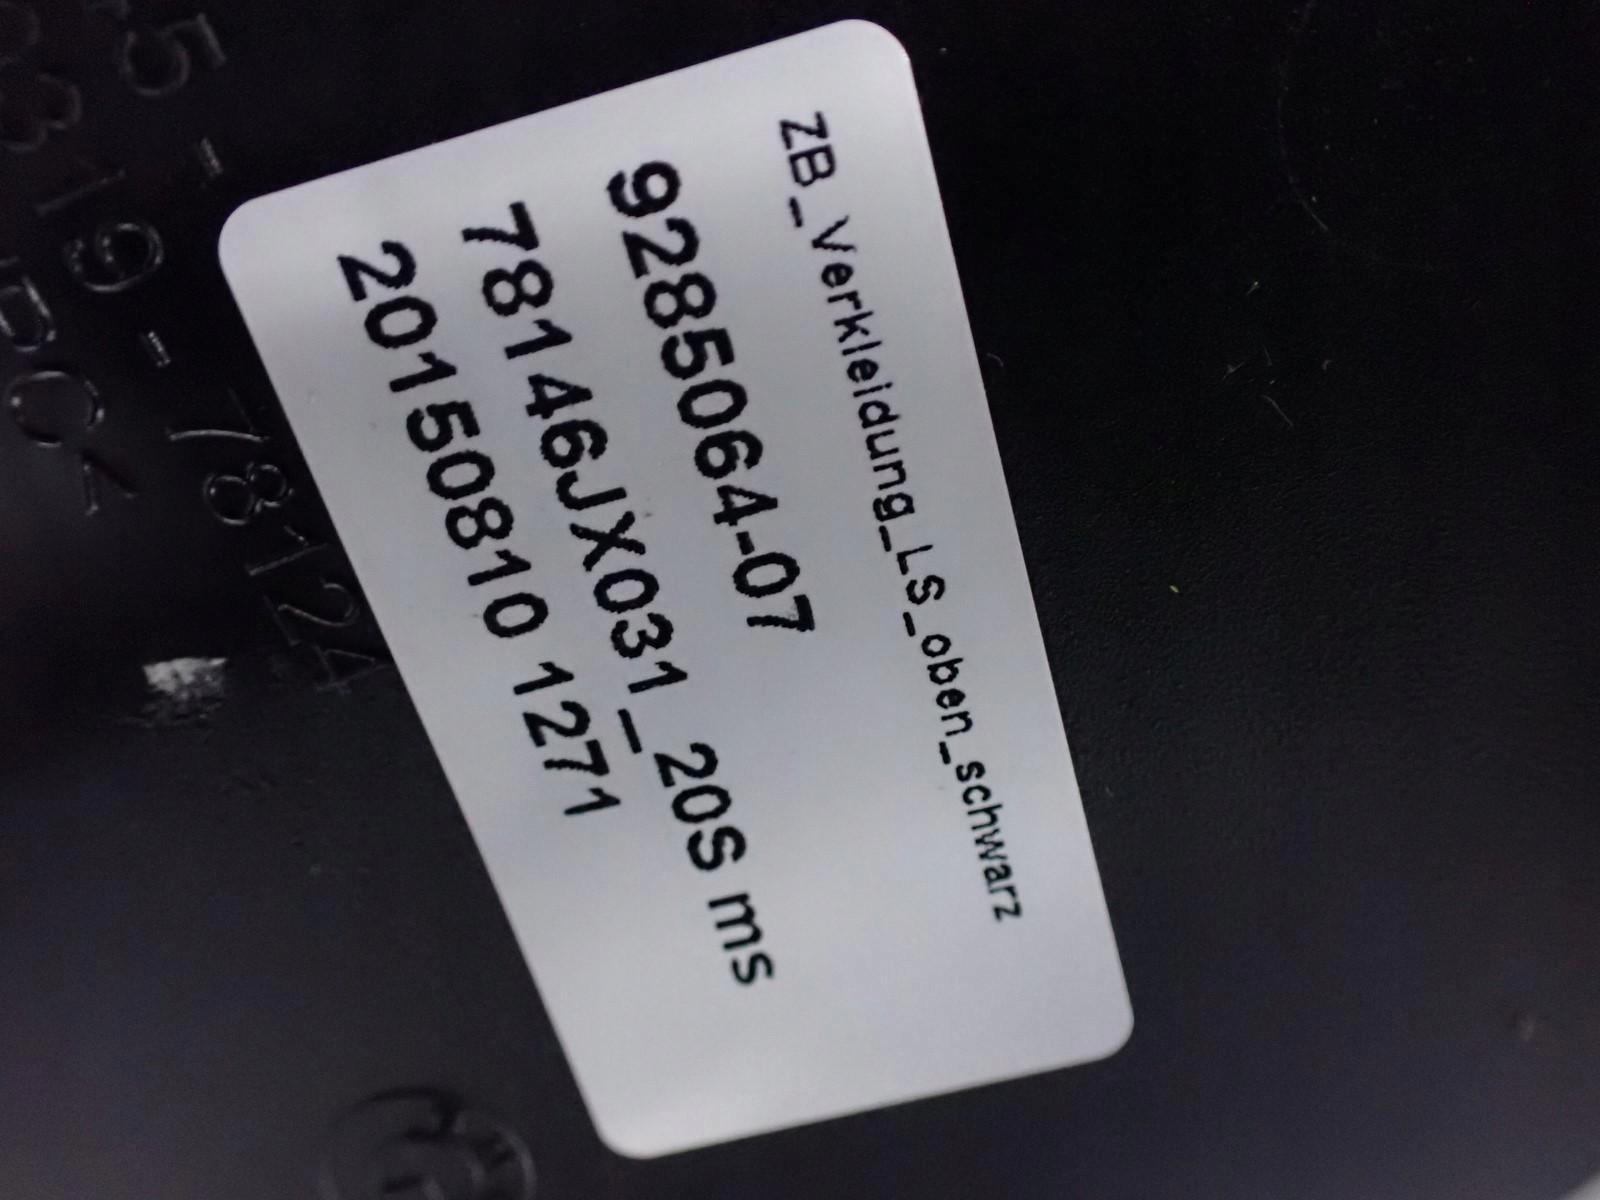 ZB_Verkleidung_LS_oben_schwarz
9285064-07
78146JX031_20S ms
20150810 1271